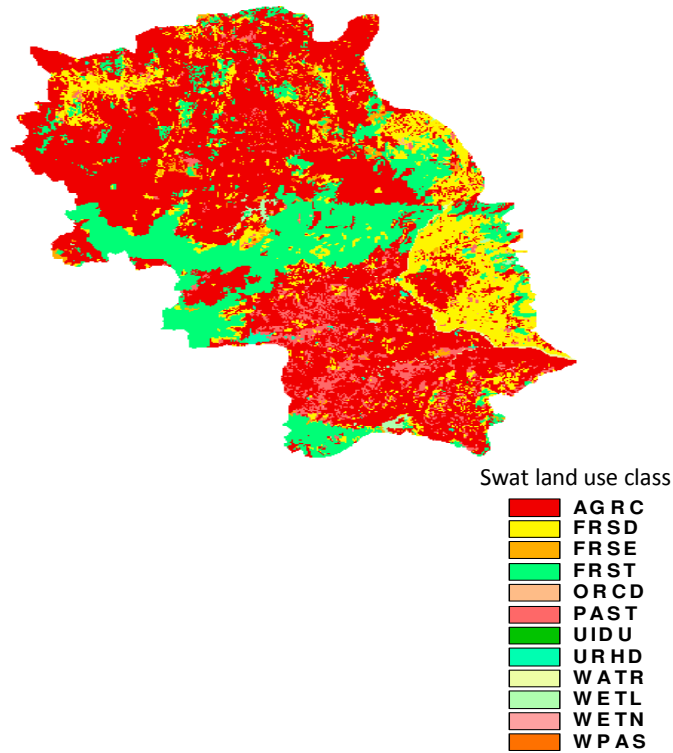 Swat land use class
AGRC
FRSD
FRSE
FRST
ORCD
PAST
UIDU
URHD
WATR
WETL
WETN
WPAS